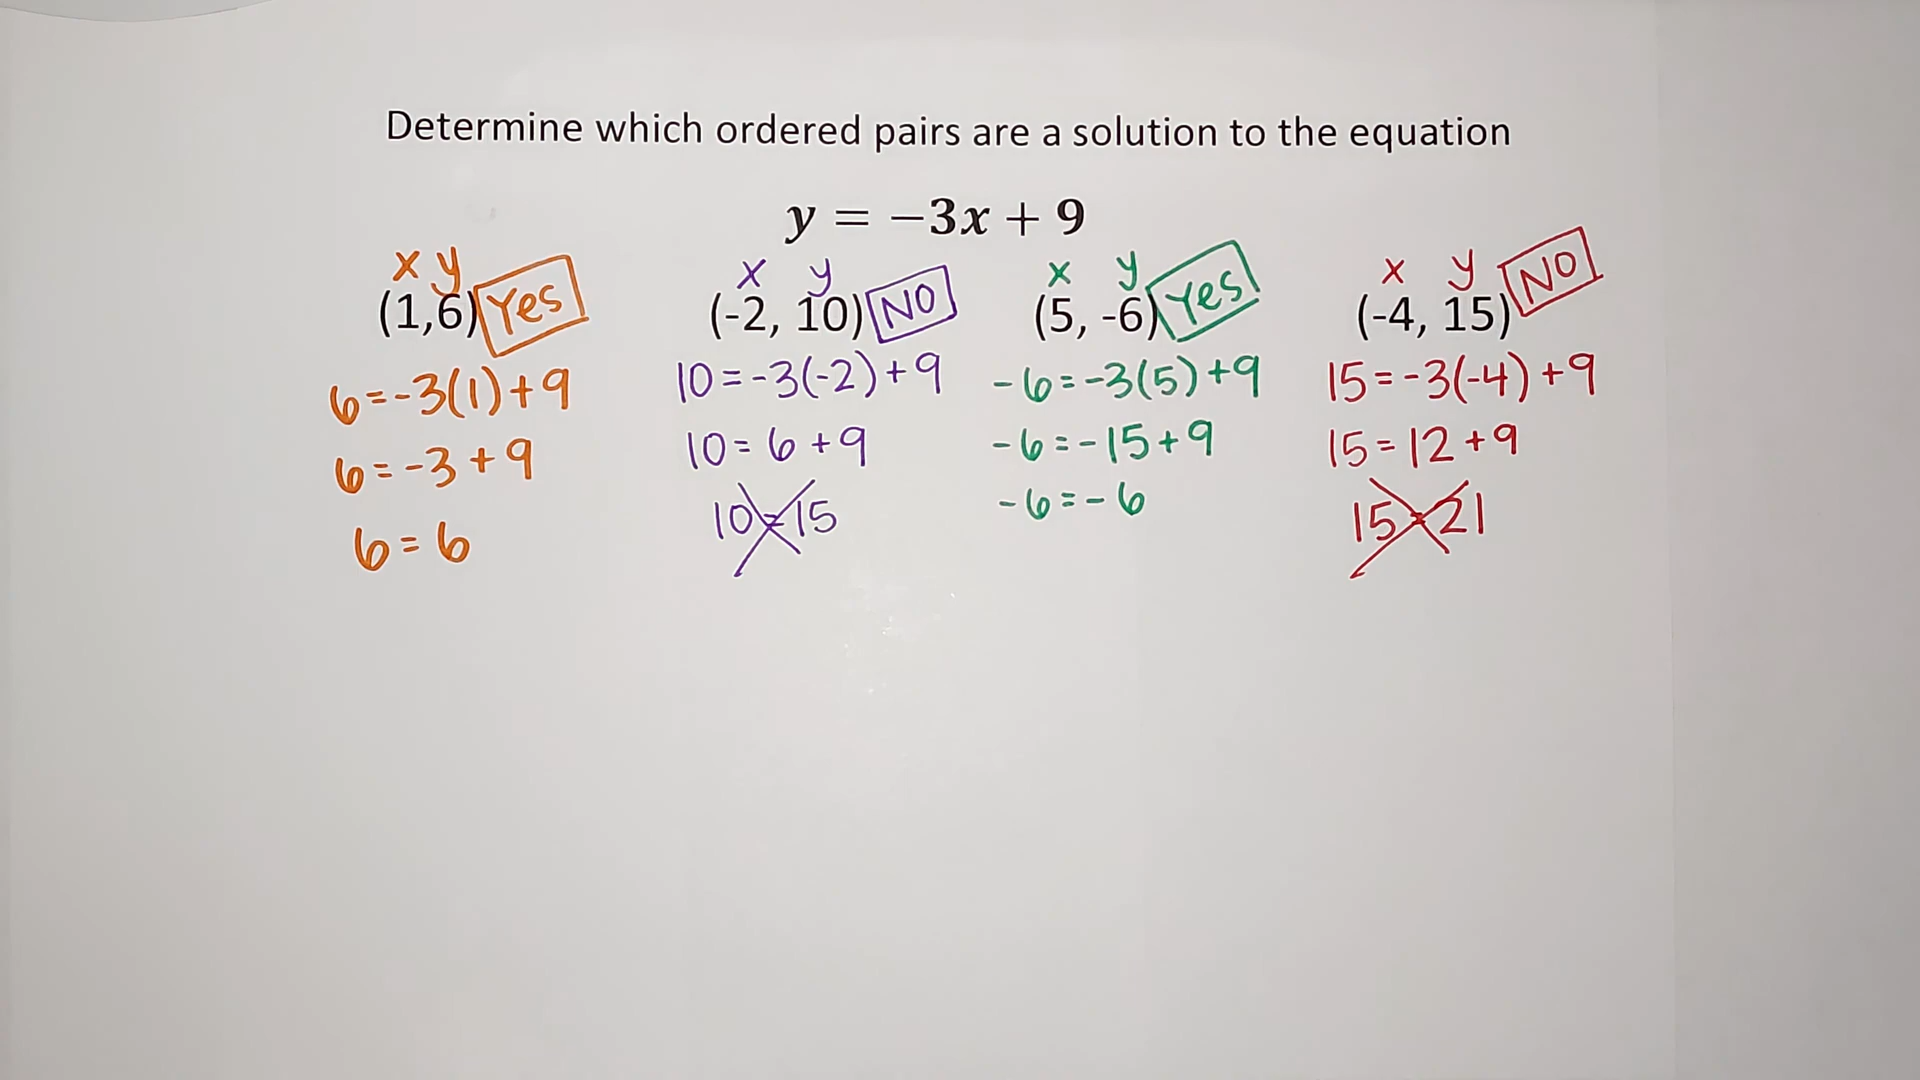 Determine which ordered pairs are a solution to the equation
y = −3x + 9
x y
(1,6) Yes
6 = -3(1) + 9
6 = -3 + 9
6 = 6
x y
(-2, 10) NO
10 = -3(-2) + 9
10 = 6 + 9
10 = 15
x y
(5, -6) Yes
-6 = -3(5) + 9
-6 = -15 + 9
-6 = -6
x y
(-4, 15) NO
15 = -3(-4) + 9
15 = 12 + 9
15 = 21